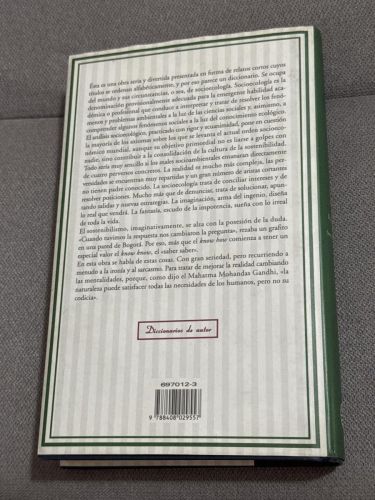 Ésta es una obra seria y divertida presentada en forma de relatos cortos cuyos
títulos se ordenan alfabéticamente, y por eso parece un diccionario. Se ocupa
del mundo y sus circunstancias, o sea, de socioecología. Socioecología es la
denominación provisionalmente adecuada para la emergente habilidad aca-
démica o profesional que conduce a interpretar y tratar de resolver los fenó-
menos y problemas ambientales a la luz de las ciencias sociales y, asimismo, a
comprender algunos fenómenos sociales a la luz del conocimiento ecológico.
El análisis socioecológico, practicado con rigor y ecuanimidad, pone en cuestión
la mayoría de los axiomas sobre los que se levanta el actual orden socioeco-
nómico mundial, aunque su objetivo primordial no es liarse a golpes con
nadie, sino contribuir a la consolidación de la cultura de la sostenibilidad.
Todo sería muy sencillo si los males socioambientales emanaran directamente
de cuatro perversos concretos. La realidad es mucho más compleja, las per-
versidades se encuentran muy repartidas y un gran número de aristas cortantes
no tienen padre conocido. La socioecología trata de conciliar intereses y de
resolver posiciones. Mucho más que de denunciar, trata de solucionar, apun-
tando salidas y nuevas estrategias. La imaginación, arma del ingenio, diseña
lo real que vendrá. La fantasía, escudo de la impotencia, sueña con lo irreal
de toda la vida.
El sostenibilismo, imaginativamente, se alía con la posesión de la duda.
«Cuando tuvimos la respuesta nos cambiaron la pregunta», rezaba un grafito
en una pared de Bogotá. Por eso, más que el know how comienza a tener un
especial valor el know know, el «saber saber».
En esta obra se habla de estas cosas. Con gran seriedad, pero recurriendo a
menudo a la ironía y al sarcasmo. Para tratar de mejorar la realidad cambiando
las mentalidades, porque, como dijo el Mahatma Mohandas Gandhi, «la
naturaleza puede satisfacer todas las necesidades de los humanos, pero no su
codicia».
Diccionarios de autor
697012-3
9 788408 029557